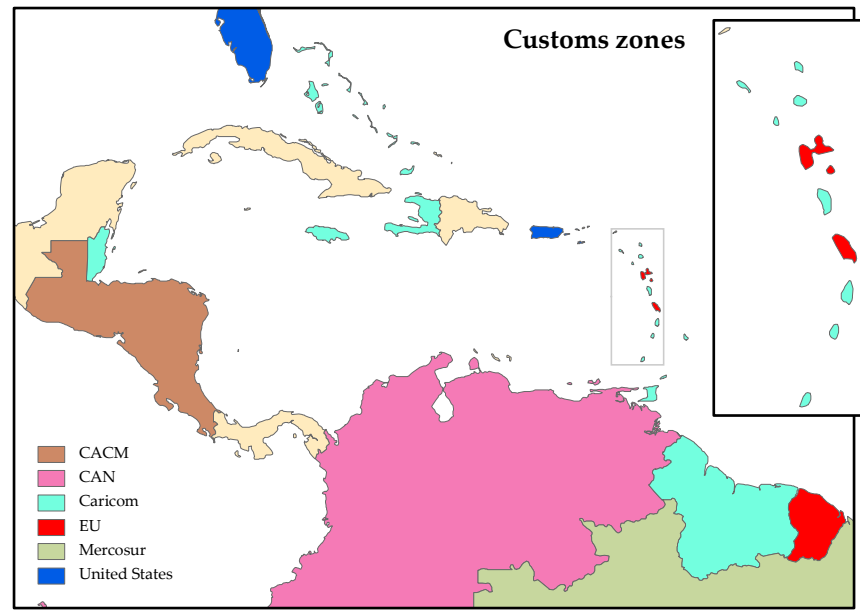 Customs zones
CACM
CAN
Caricom
EU
Mercosur
United States